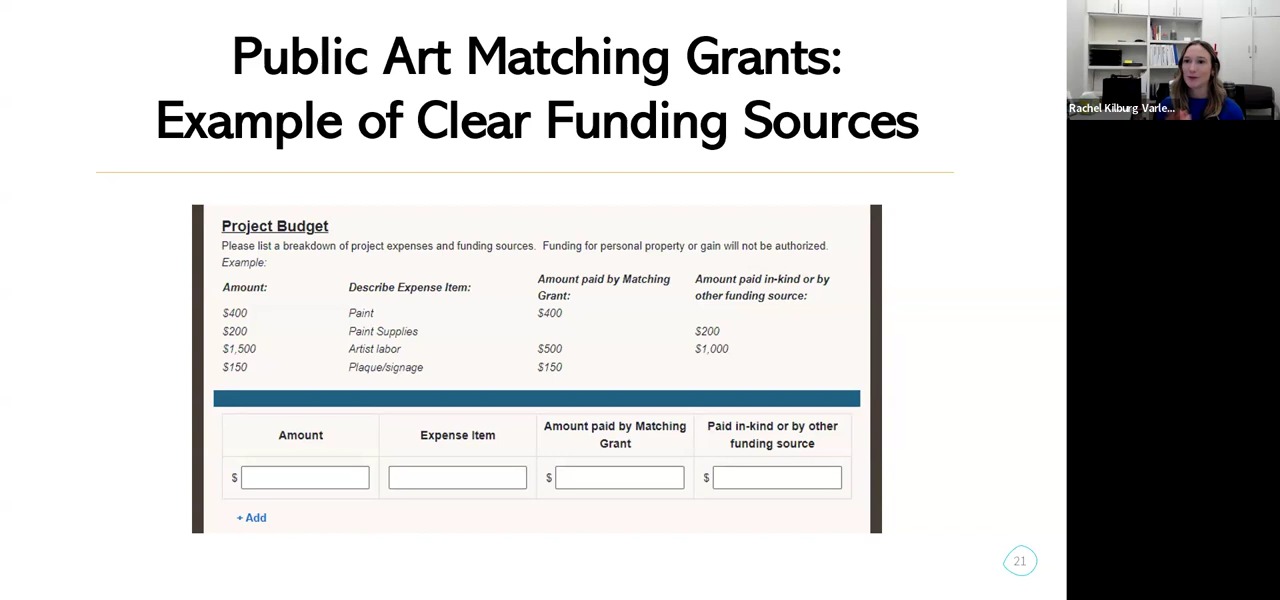 Public Art Matching Grants:
Example of Clear Funding Sources
Rachel Kilburg Varle...
Project Budget
Please list a breakdown of project expenses and funding sources. Funding for personal property or gain will not be authorized.
Example:
Amount: Describe Expense Item: Amount paid by Matching Grant: Amount paid in-kind or by other funding source:
$400 Paint $400
$200 Paint Supplies $200
$1,500 Artist labor $500 $1,000
$150 Plaque/signage $150
Amount Expense Item Amount paid by Matching Grant Paid in-kind or by other funding source
$ $ $
+ Add
21